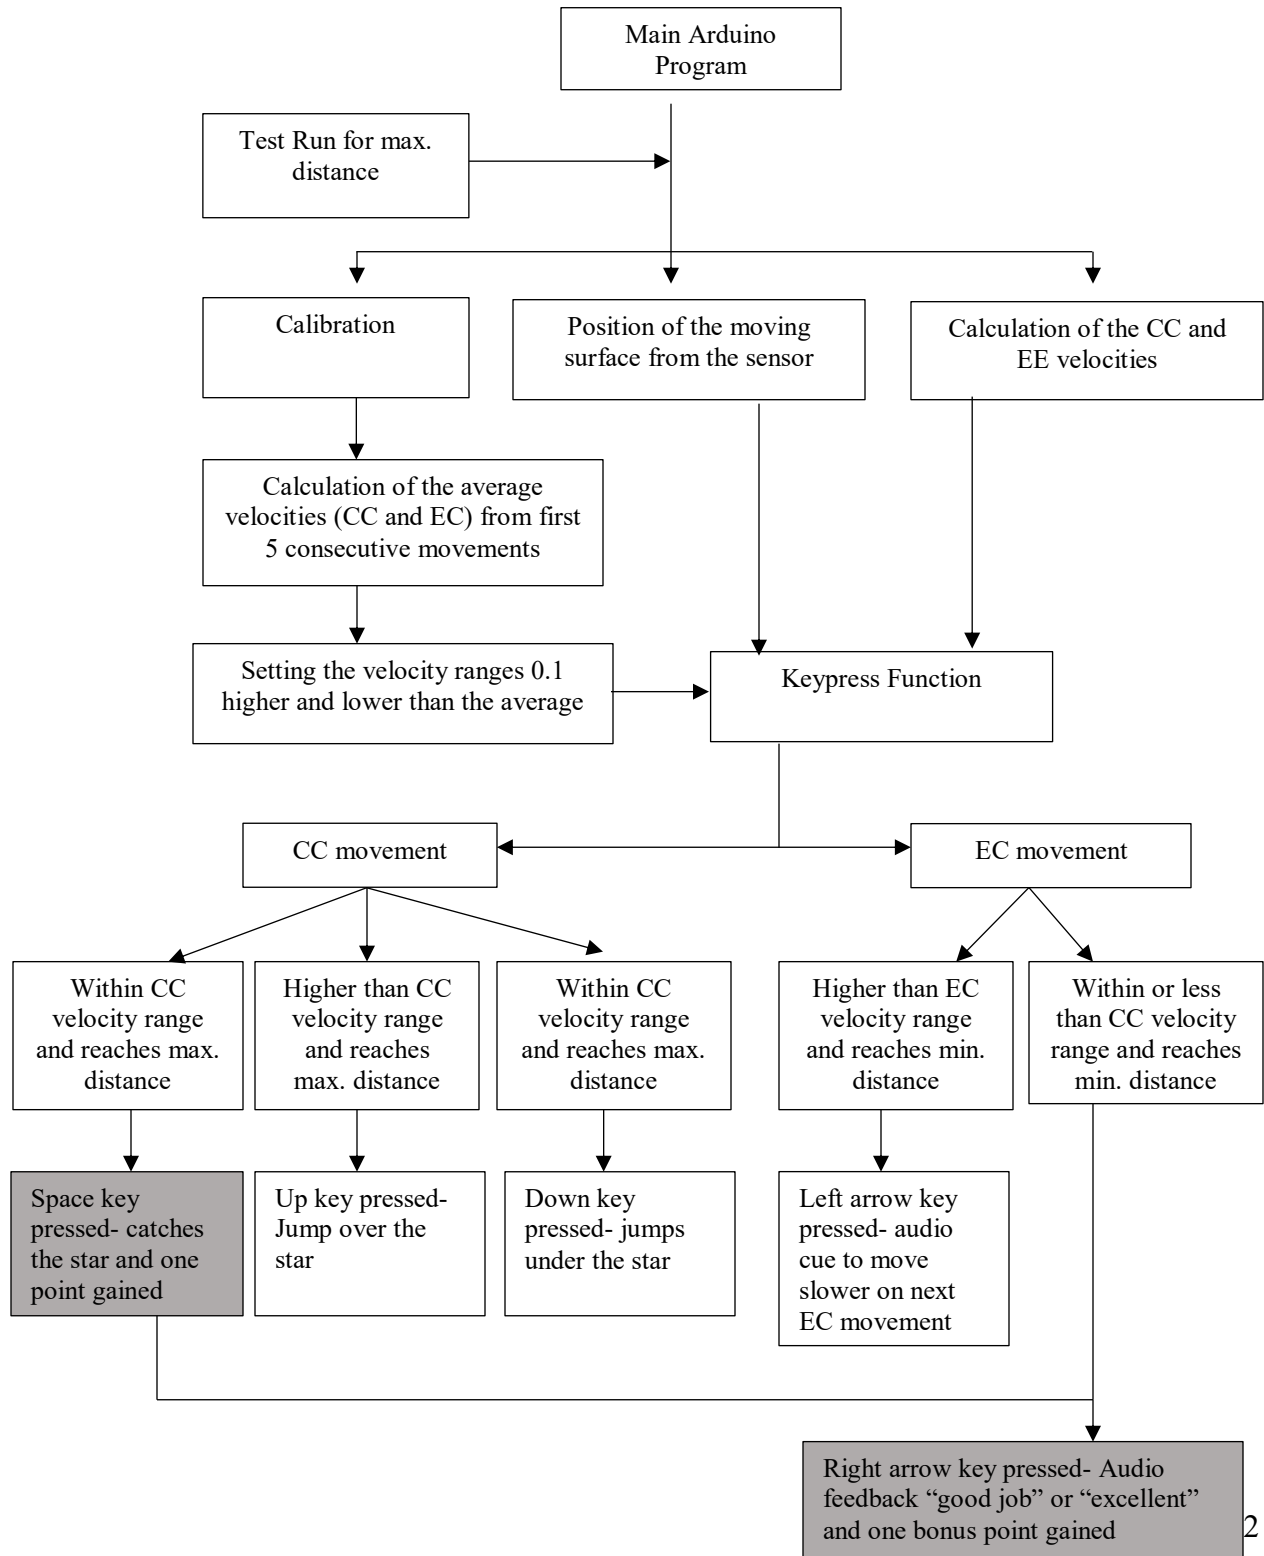 Main Arduino
Program
Test Run for max.
distance
Calibration
Position of the moving
surface from the sensor
Calculation of the CC and
EE velocities
Calculation of the average
velocities (CC and EC) from first
5 consecutive movements
Setting the velocity ranges 0.1
higher and lower than the average
Keypress Function
CC movement
EC movement
Within CC
velocity range
and reaches max.
distance
Higher than CC
velocity range
and reaches
max. distance
Within CC
velocity range
and reaches max.
distance
Higher than EC
velocity range
and reaches min.
distance
Within or less
than CC velocity
range and reaches
min. distance
Space key
pressed- catches
the star and one
point gained
Up key pressed-
Jump over the
star
Down key
pressed- jumps
under the star
Left arrow key
pressed- audio
cue to move
slower on next
EC movement
Right arrow key pressed- Audio
feedback “good job” or “excellent”
and one bonus point gained
2